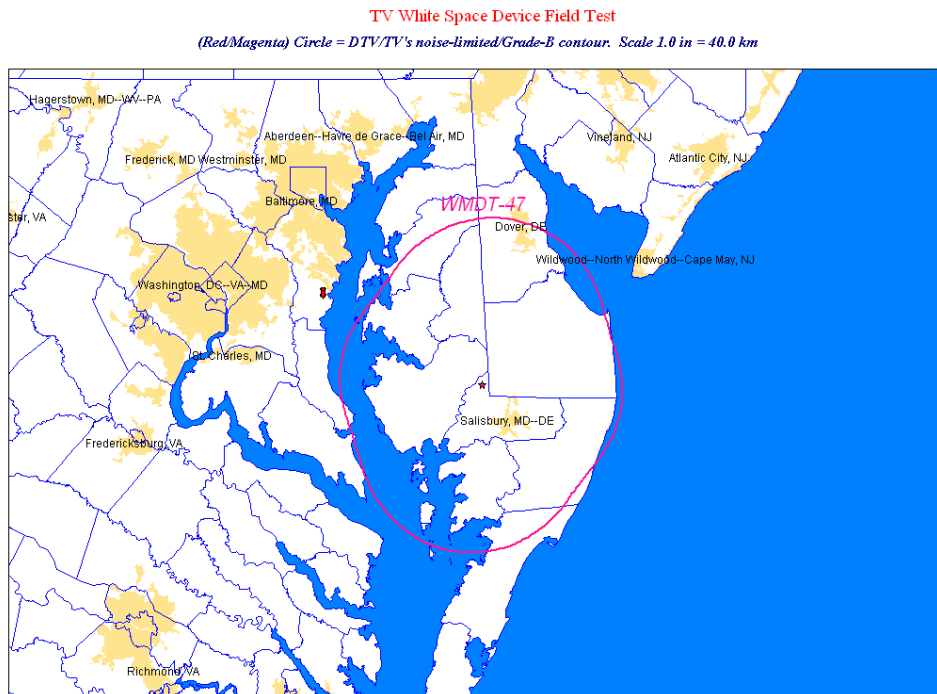 TV White Space Device Field Test
(Red/Magenta) Circle = DTV/TV's noise-limited/Grade-B contour. Scale 1.0 in = 40.0 km
Hagerstown, MD--WV--PA
Aberdeen--Havre de Grace--Bel Air, MD
Vineland, NJ
Frederick, MD
Westminster, MD
Atlantic City, NJ
Baltimore, MD
WMDT-47
ster, VA
Dover, DE
Wildwood--North Wildwood--Cape May, NJ
Washington, DC--VA--MD
St. Charles, MD
Salisbury, MD--DE
Fredericksburg, VA
Richmond, VA